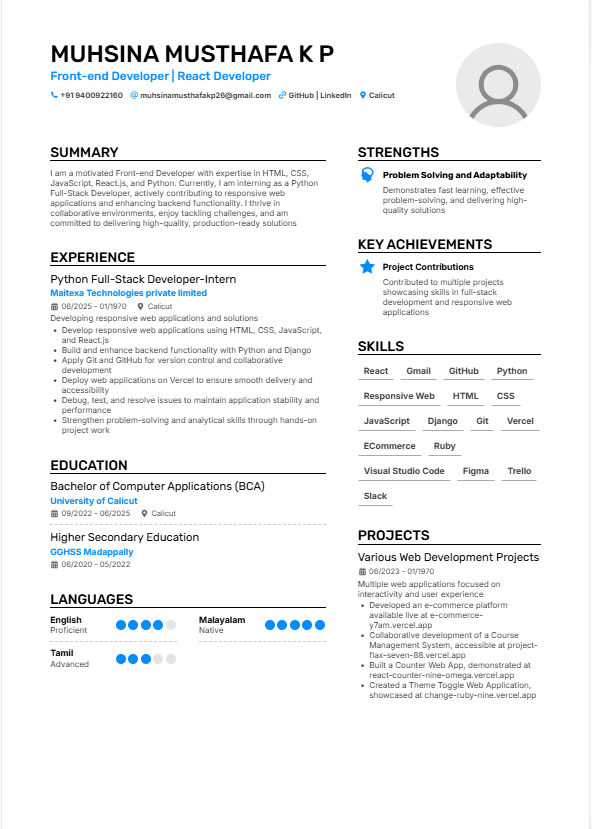 MUHSINA MUSTHAFA K P
Front-end Developer | React Developer
+91 9400922160 muhsinamusthafakp26@gmail.com GitHub | LinkedIn Calicut
SUMMARY
I am a motivated Front-end Developer with expertise in HTML, CSS,
JavaScript, React.js, and Python. Currently, I am interning as a Python
Full-Stack Developer, actively contributing to responsive web
applications and enhancing backend functionality. I thrive in
collaborative environments, enjoy tackling challenges, and am
committed to delivering high-quality, production-ready solutions
EXPERIENCE
Python Full-Stack Developer-Intern
Maitexa Technologies private limited
06/2025 - 01/1970 Calicut
Developing responsive web applications and solutions
• Develop responsive web applications using HTML, CSS, JavaScript,
and React.js
• Build and enhance backend functionality with Python and Django
• Apply Git and GitHub for version control and collaborative
development
• Deploy web applications on Vercel to ensure smooth delivery and
accessibility
• Debug, test, and resolve issues to maintain application stability and
performance
• Strengthen problem-solving and analytical skills through hands-on
project work
EDUCATION
Bachelor of Computer Applications (BCA)
University of Calicut
09/2022 - 06/2025 Calicut
Higher Secondary Education
GGHSS Madappally
06/2020 - 05/2022
LANGUAGES
English
Proficient
Malayalam
Native
Tamil
Advanced
STRENGTHS
Problem Solving and Adaptability
Demonstrates fast learning, effective
problem-solving, and delivering high-
quality solutions
KEY ACHIEVEMENTS
Project Contributions
Contributed to multiple projects
showcasing skills in full-stack
development and responsive web
applications
SKILLS
React Gmail GitHub Python
Responsive Web HTML CSS
JavaScript Django Git Vercel
ECommerce Ruby
Visual Studio Code Figma Trello
Slack
PROJECTS
Various Web Development Projects
06/2023 - 01/1970
Multiple web applications focused on
interactivity and user experience
• Developed an e-commerce platform
available live at e-commerce-
y7am.vercel.app
• Collaborative development of a Course
Management System, accessible at project-
flax-seven-88.vercel.app
• Built a Counter Web App, demonstrated at
react-counter-nine-omega.vercel.app
• Created a Theme Toggle Web Application,
showcased at change-ruby-nine.vercel.app